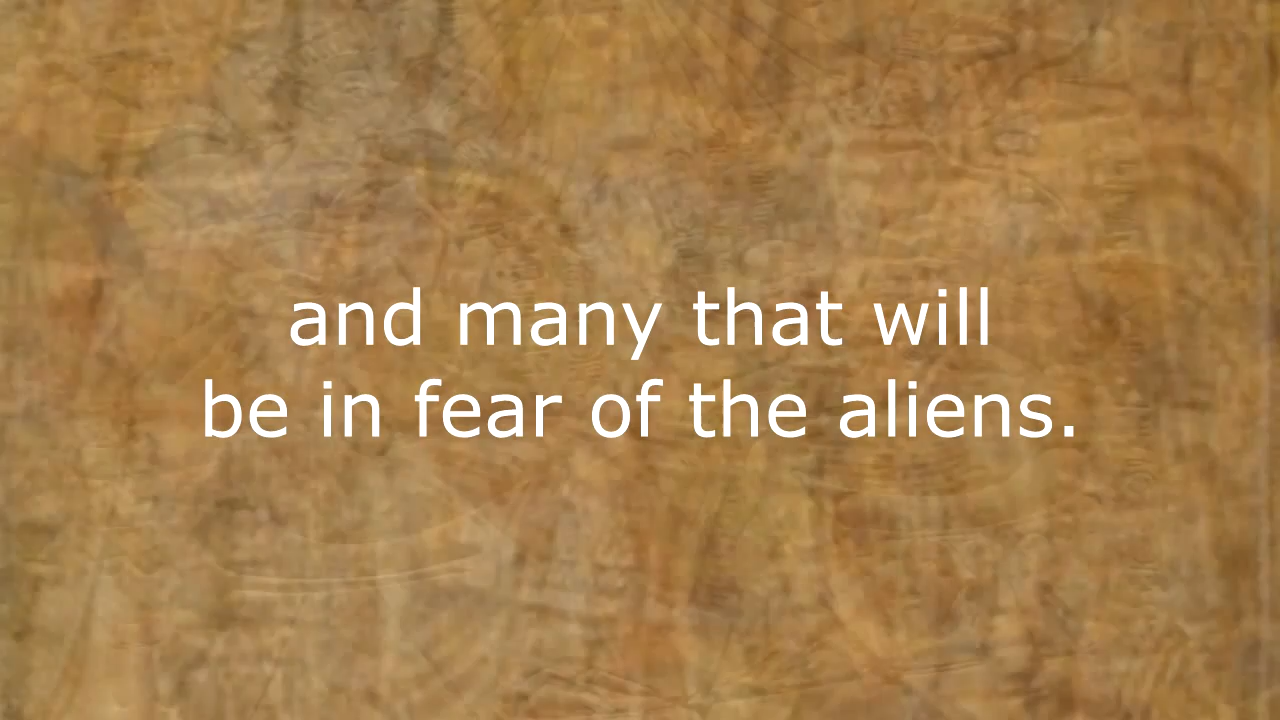 and many that will
be in fear of the aliens.